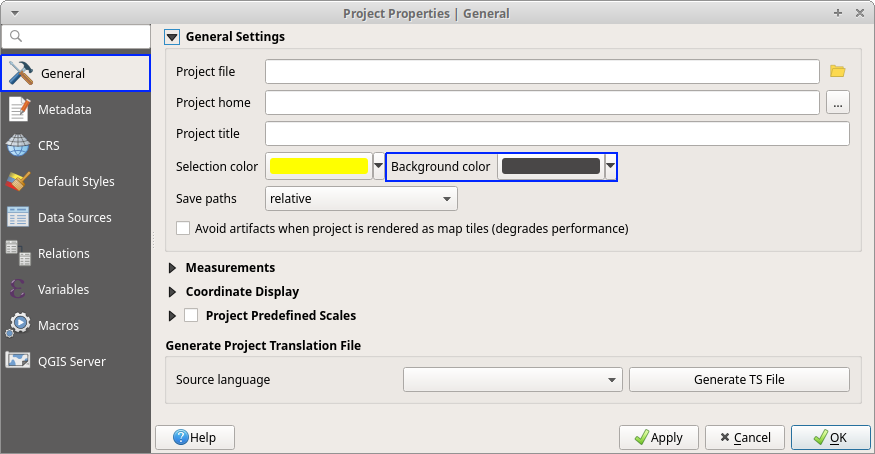 Project Properties | General
General
Metadata
CRS
Default Styles
Data Sources
Relations
Variables
Macros
QGIS Server
General Settings
Project file
Project home ...
Project title
Selection color Background color
Save paths relative
Avoid artifacts when project is rendered as map tiles (degrades performance)
Measurements
Coordinate Display
Project Predefined Scales
Generate Project Translation File
Source language Generate TS File
Help Apply Cancel OK